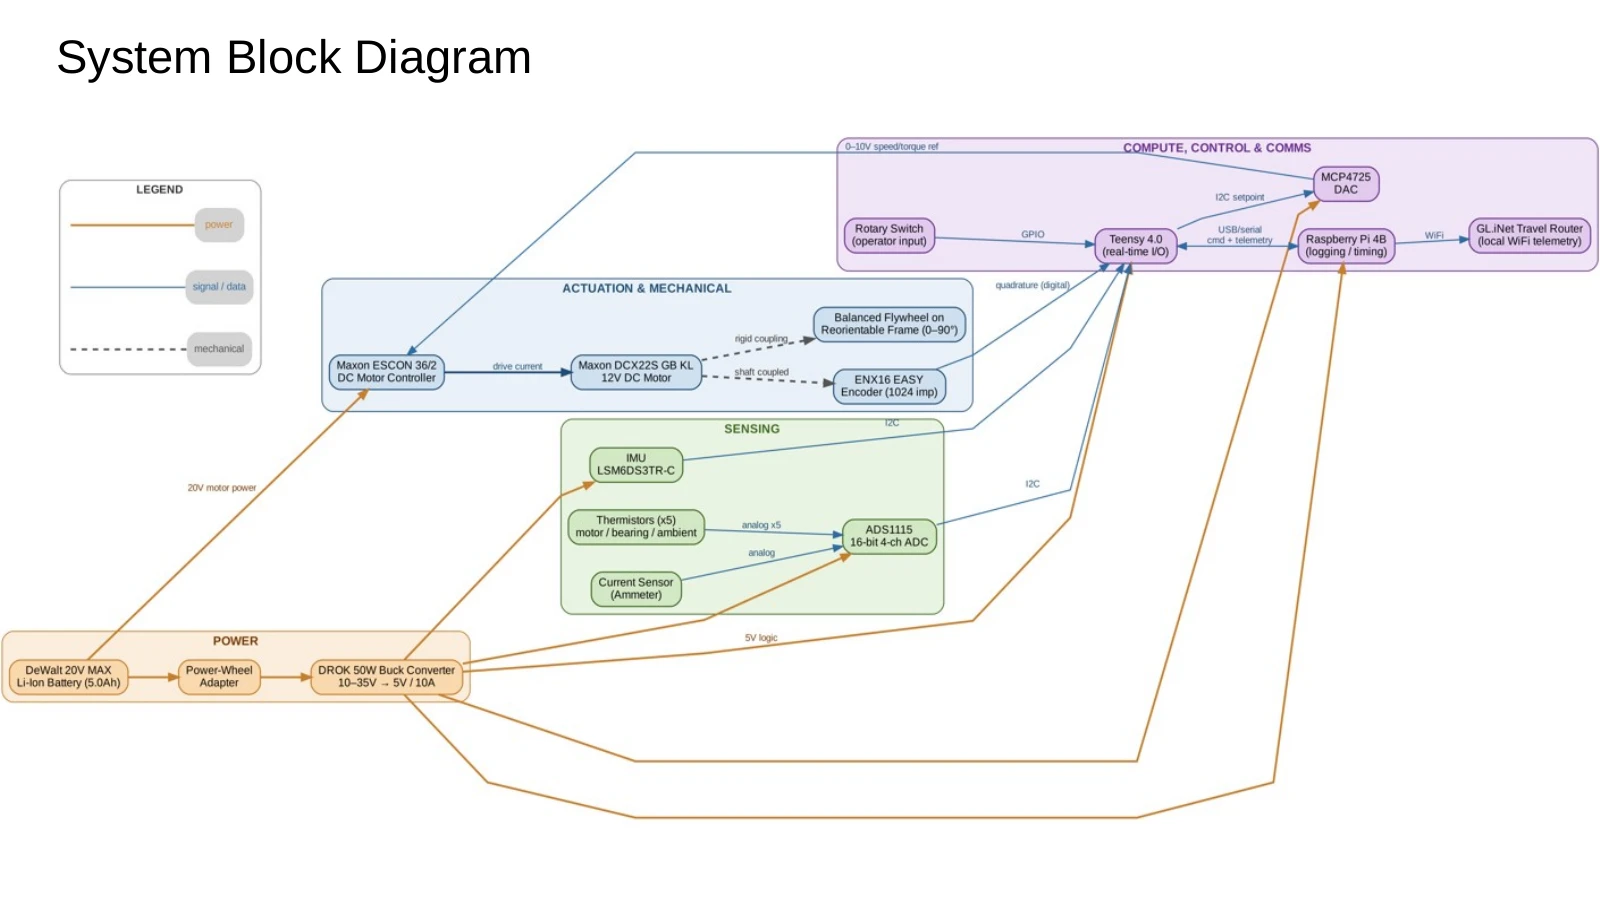 System Block Diagram
LEGEND
power
signal / data
mechanical
COMPUTE, CONTROL & COMMS
0–10V speed/torque ref
MCP4725
DAC
I2C setpoint
Rotary Switch
(operator input)
GPIO
Teensy 4.0
(real-time I/O)
USB/serial
cmd + telemetry
Raspberry Pi 4B
(logging / timing)
WiFi
GL.iNet Travel Router
(local WiFi telemetry)
ACTUATION & MECHANICAL
quadrature (digital)
Balanced Flywheel on
Reorientable Frame (0–90°)
rigid coupling
Maxon ESCON 36/2
DC Motor Controller
drive current
Maxon DCX22S GB KL
12V DC Motor
shaft coupled
ENX16 EASY
Encoder (1024 imp)
SENSING
I2C
IMU
LSM6DS3TR-C
20V motor power
I2C
Thermistors (x5)
motor / bearing / ambient
analog x5
ADS1115
16-bit 4-ch ADC
analog
Current Sensor
(Ammeter)
5V logic
POWER
DeWalt 20V MAX
Li-Ion Battery (5.0Ah)
Power-Wheel
Adapter
DROK 50W Buck Converter
10–35V → 5V / 10A